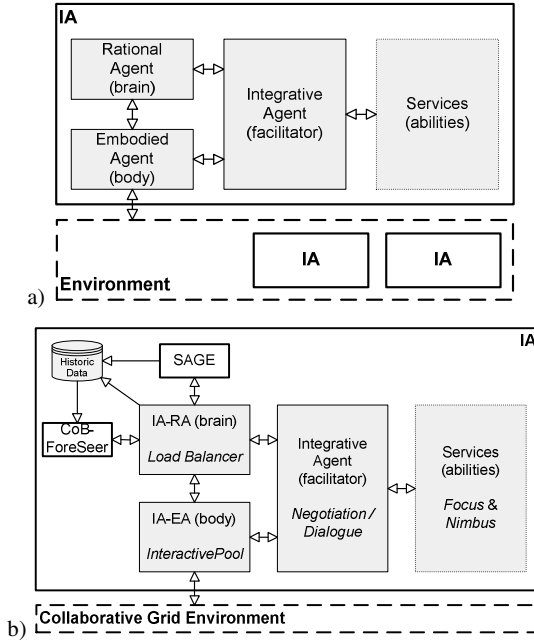 IA
Rational
Agent
(brain)
Embodied
Agent
(body)
Integrative
Agent
(facilitator)
Services
(abilities)
IA
IA
Environment
a)
IA
Historic
Data
SAGE
CoB-
ForeSeer
IA-RA (brain)
Load Balancer
IA-EA (body)
InteractivePool
Integrative
Agent
(facilitator)
Negotiation /
Dialogue
Services
(abilities)
Focus &
Nimbus
b)
Collaborative Grid Environment